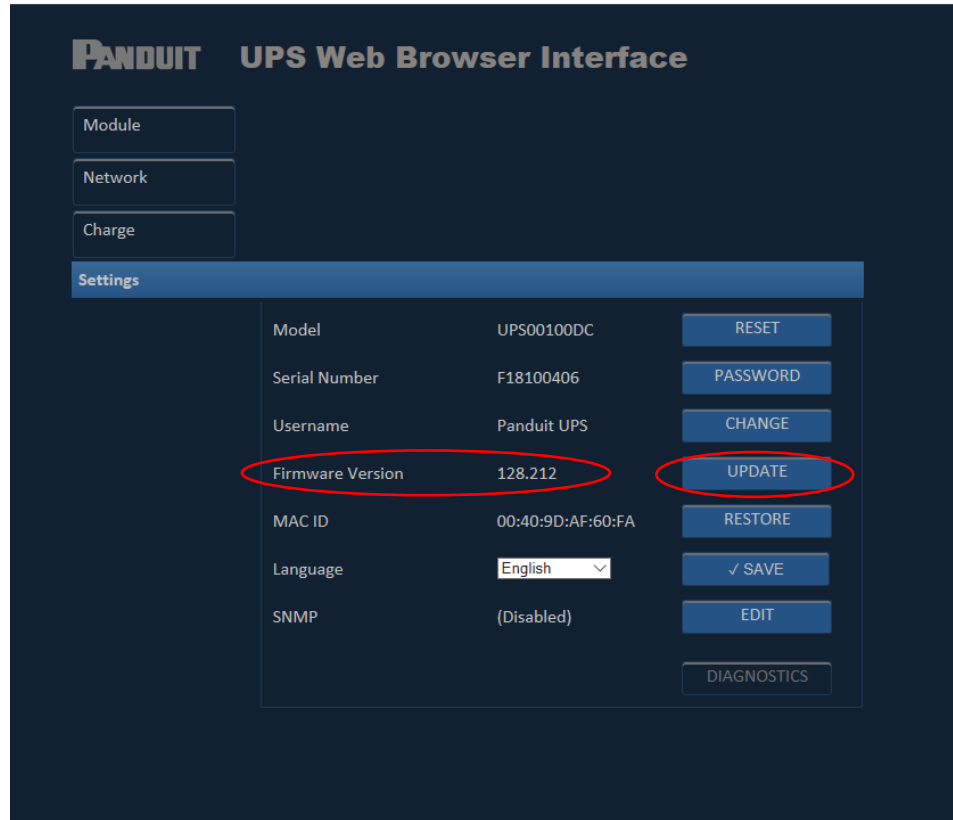 PANDUIT UPS Web Browser Interface
Module
Network
Charge
Settings
Model UPS00100DC RESET
Serial Number F18100406 PASSWORD
Username Panduit UPS CHANGE
Firmware Version 128.212 UPDATE
MAC ID 00:40:9D:AF:60:FA RESTORE
Language English ✓ SAVE
SNMP (Disabled) EDIT
DIAGNOSTICS